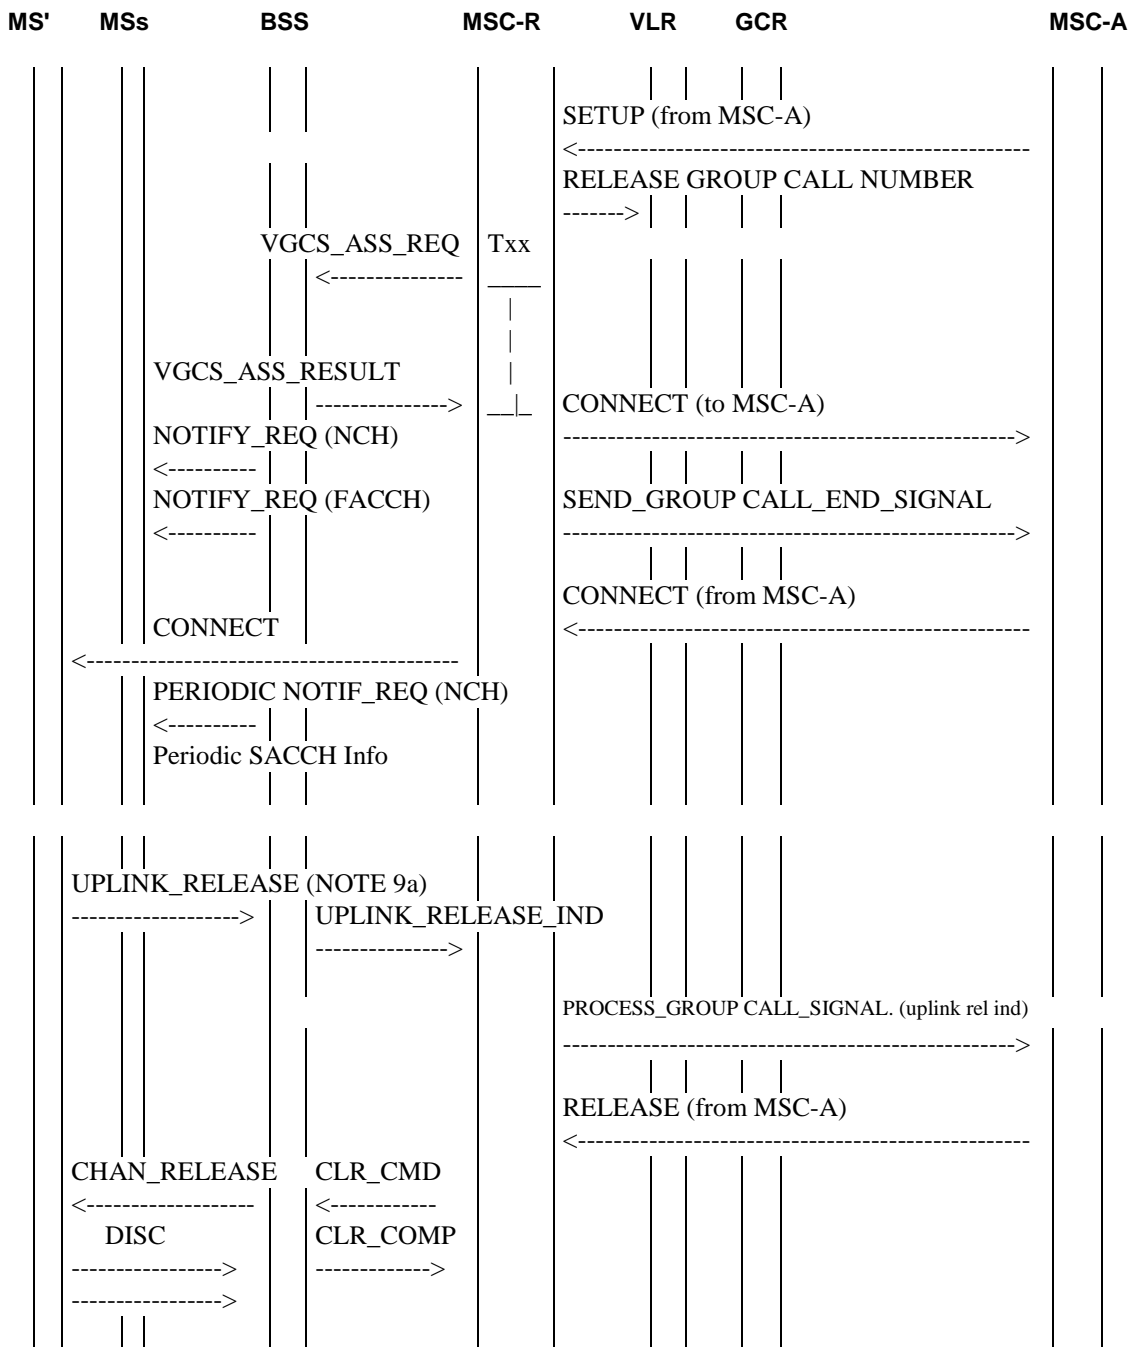 MS' MSs BSS MSC-R VLR GCR MSC-A
SETUP (from MSC-A)
RELEASE GROUP CALL NUMBER
VGCS_ASS_REQ Txx
VGCS_ASS_RESULT
CONNECT (to MSC-A)
NOTIFY_REQ (NCH)
NOTIFY_REQ (FACCH) SEND_GROUP CALL_END_SIGNAL
CONNECT (from MSC-A)
CONNECT
PERIODIC NOTIF_REQ (NCH)
Periodic SACCH Info
UPLINK_RELEASE (NOTE 9a)
UPLINK_RELEASE_IND
PROCESS_GROUP CALL_SIGNAL. (uplink rel ind)
RELEASE (from MSC-A)
CHAN_RELEASE CLR_CMD
DISC CLR_COMP